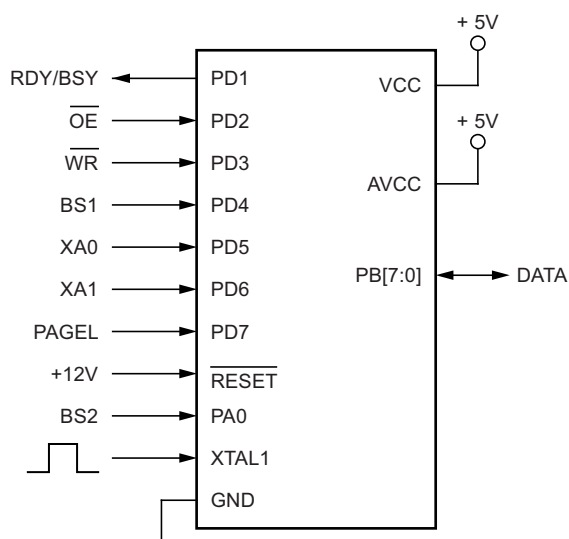 + 5V
RDY/BSY PD1 VCC
OE PD2
+ 5V
WR PD3
BS1 PD4 AVCC
XA0 PD5
PB[7:0] DATA
XA1 PD6
PAGEL PD7
+12V RESET
BS2 PA0
XTAL1
GND